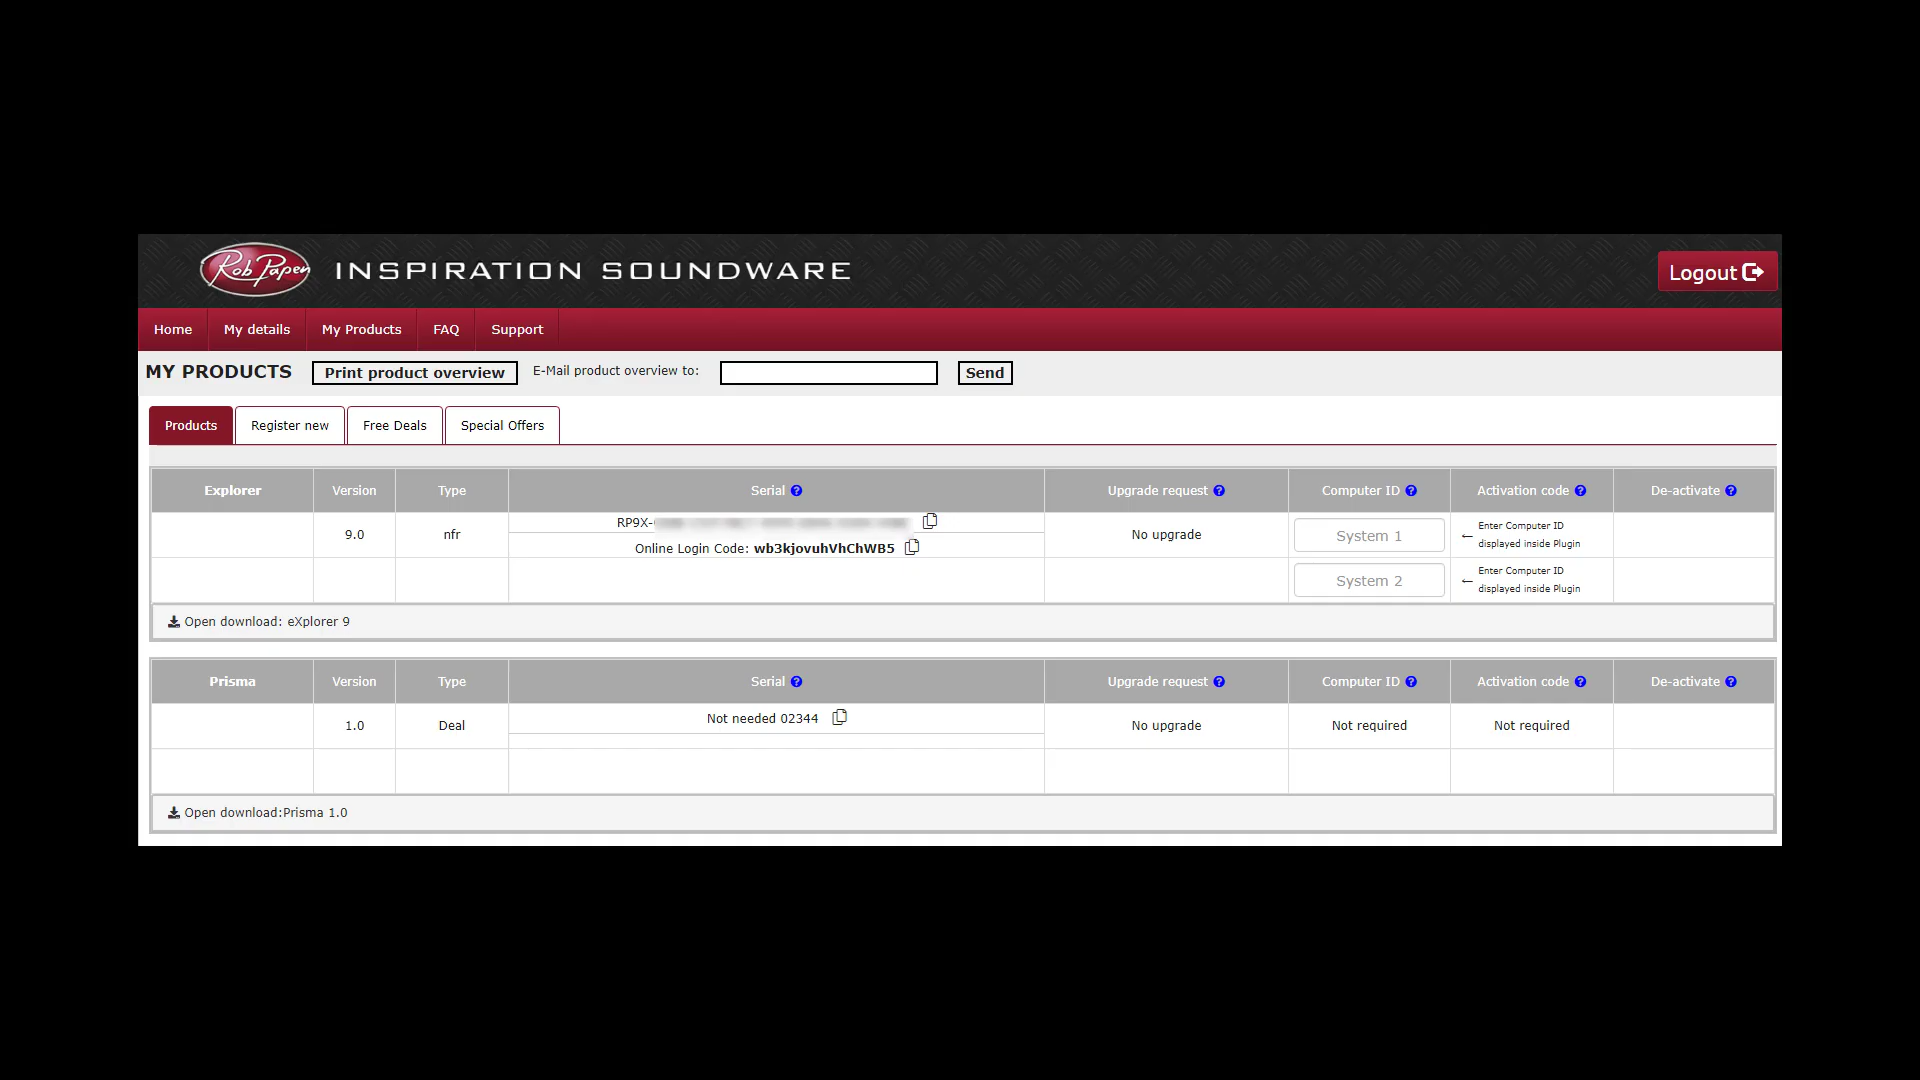 Rob Papen INSPIRATION SOUNDWARE
Logout
Home My details My Products FAQ Support
MY PRODUCTS Print product overview E-Mail product overview to: Send
Products Register new Free Deals Special Offers
Explorer Version Type Serial Upgrade request Computer ID Activation code De-activate
9.0 nfr RP9X- No upgrade System 1 ← Enter Computer ID
displayed inside Plugin
Online Login Code: wb3kjovuhVhChWB5
System 2 ← Enter Computer ID
displayed inside Plugin
Open download: eXplorer 9
Prisma Version Type Serial Upgrade request Computer ID Activation code De-activate
1.0 Deal Not needed 02344 No upgrade Not required Not required
Open download:Prisma 1.0